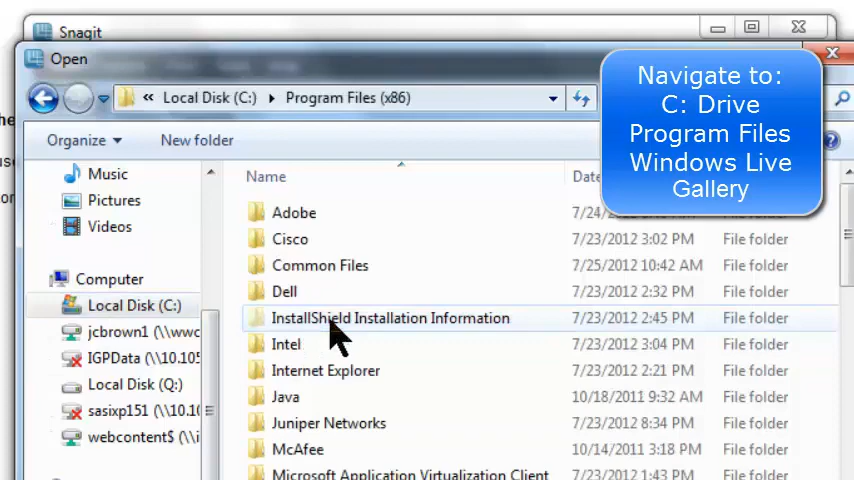 Snagit
Open
« Local Disk (C:) Program Files (x86)
Navigate to:
C: Drive
Program Files
Windows Live
Gallery
Organize New folder
Name Date
Music
Pictures
Videos
Computer
Local Disk (C:)
jcbrown1 (\\wwc
IGPData (\\10.105
Local Disk (Q:)
sasixp151 (\\10.10
webcontent$ (\\i
Adobe 7/24/2012
Cisco 7/23/2012 3:02 PM File folder
Common Files 7/25/2012 10:42 AM File folder
Dell 7/23/2012 2:32 PM File folder
InstallShield Installation Information 7/23/2012 2:45 PM File folder
Intel 7/23/2012 3:04 PM File folder
Internet Explorer 7/23/2012 2:21 PM File folder
Java 10/18/2011 9:32 AM File folder
Juniper Networks 7/23/2012 8:34 PM File folder
McAfee 10/14/2011 3:18 PM File folder
Microsoft Application Virtualization Client 7/23/2012 1:43 PM File folder